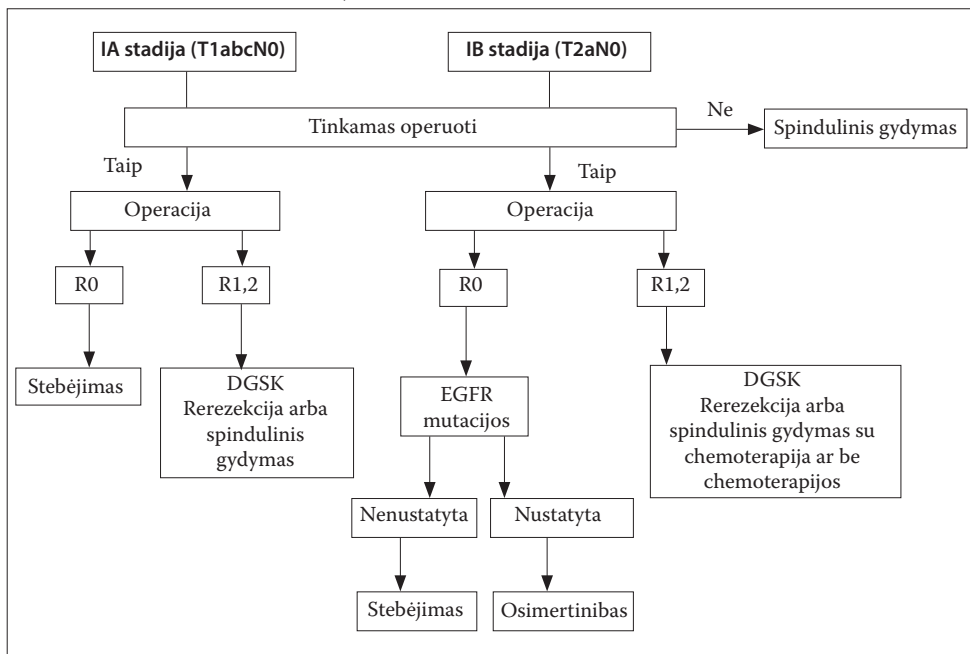 IA stadija (T1abcN0)
IB stadija (T2aN0)
Tinkamas operuoti
Ne
Spindulinis gydymas
Taip
Taip
Operacija
Operacija
R0
R1,2
R0
R1,2
Stebėjimas
DGSK
Rerezekcija arba
spindulinis
gydymas
EGFR
mutacijos
DGSK
Rerezekcija arba
spindulinis gydymas su
chemoterapija ar be
chemoterapijos
Nenustatyta
Nustatyta
Stebėjimas
Osimertinibas